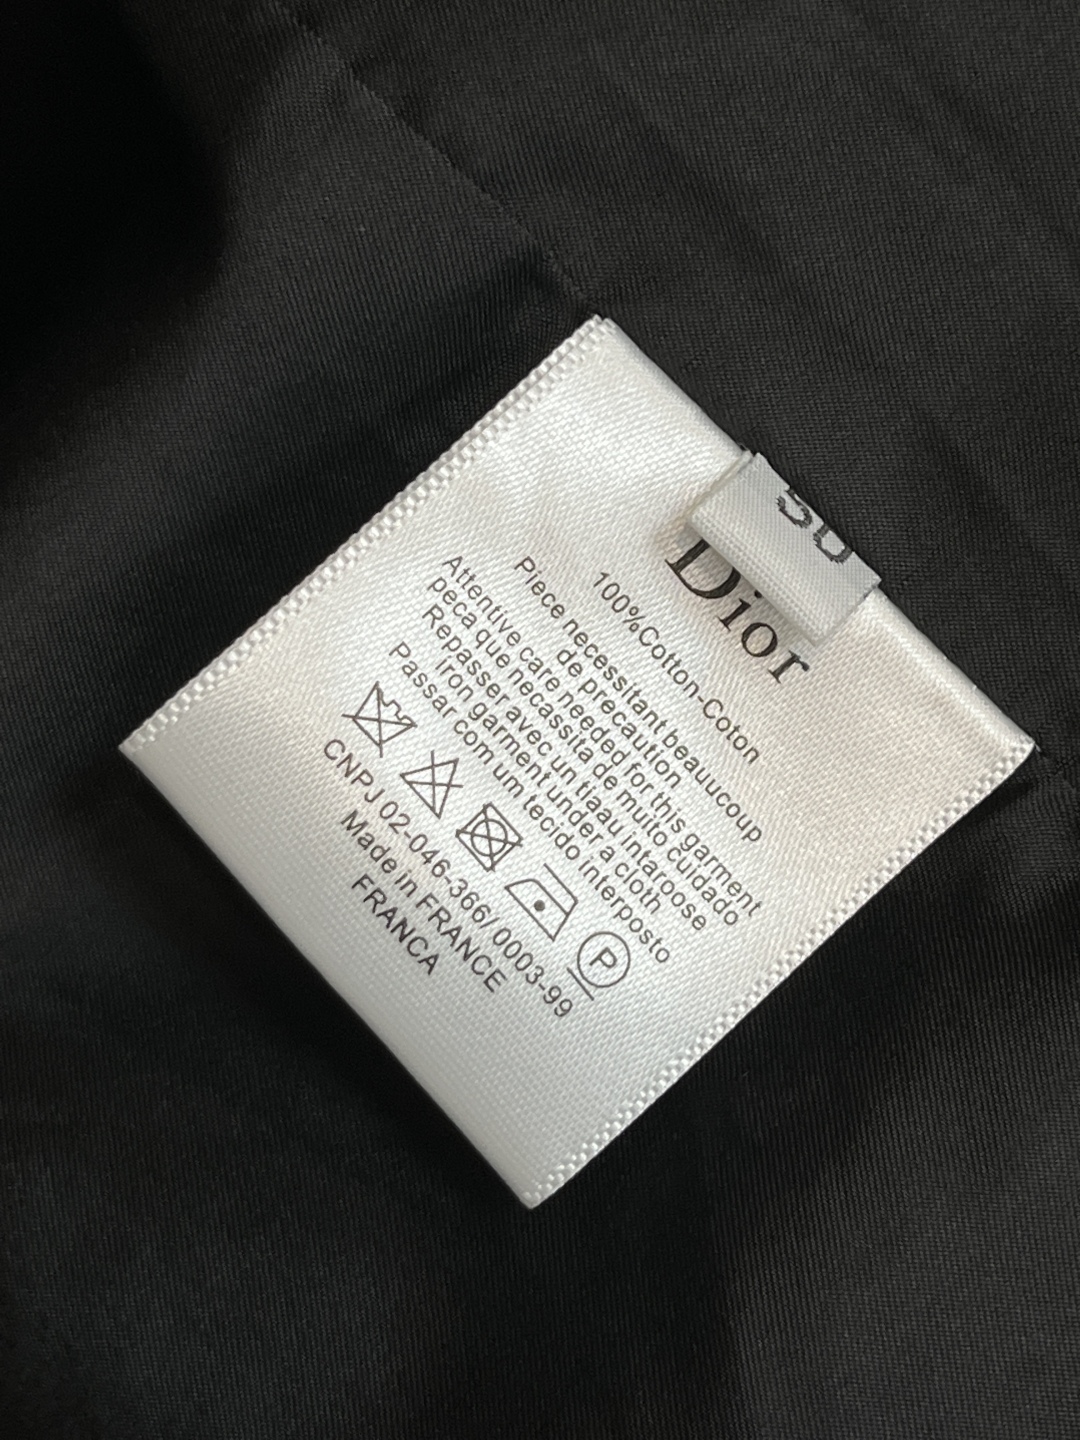 50
Dior
100%Cotton-Coton
Piece necessitant beauucoup
de precaution
Attentive care needed for this garment
peca que necassita de muito cuidado
Repasser avec un tiaau intaroose
Iron garment under a cloth
Passar com um tecido interposto
P
CNPJ 02-046-366/0003-99
Made in FRANCE
FRANCA